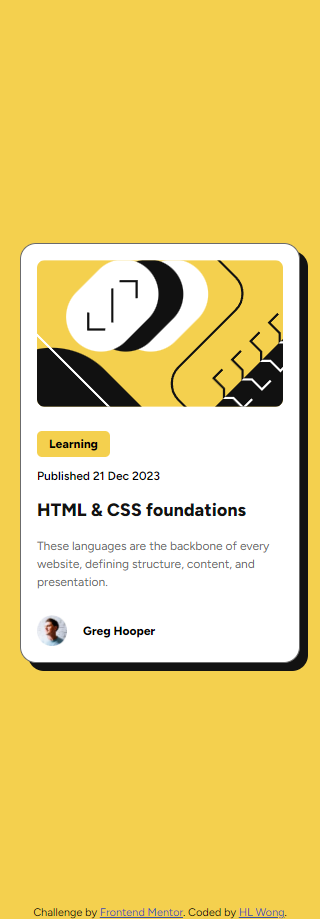 Learning
Published 21 Dec 2023
HTML & CSS foundations
These languages are the backbone of every
website, defining structure, content, and
presentation.
Greg Hooper
Challenge by Frontend Mentor. Coded by HL Wong.